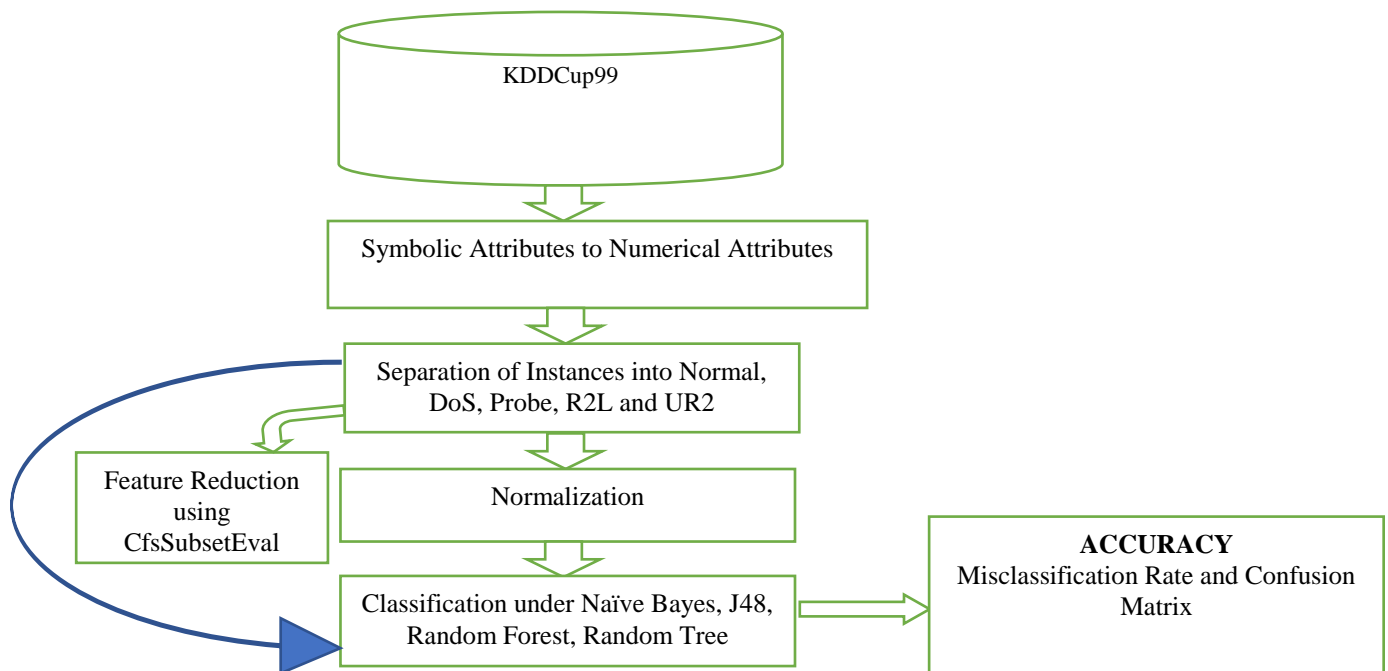 KDDCup99
Symbolic Attributes to Numerical Attributes
Separation of Instances into Normal,
DoS, Probe, R2L and UR2
Feature Reduction
using
CfsSubsetEval
Normalization
Classification under Naïve Bayes, J48,
Random Forest, Random Tree
ACCURACY
Misclassification Rate and Confusion
Matrix